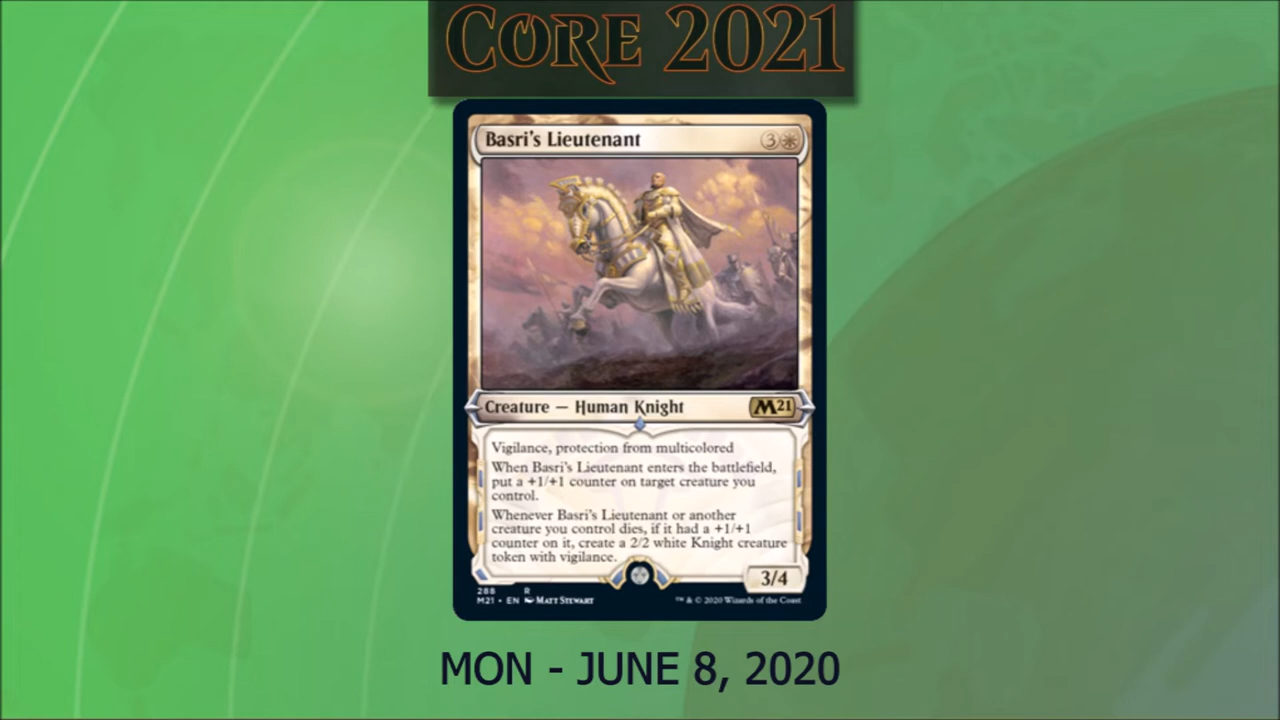 CORE 2021
Basri's Lieutenant 3
Creature — Human Knight M21
Vigilance, protection from multicolored
When Basri's Lieutenant enters the battlefield,
put a +1/+1 counter on target creature you
control.
Whenever Basri's Lieutenant or another
creature you control dies, if it had a +1/+1
counter on it, create a 2/2 white Knight creature
token with vigilance.
3/4
288 R
M21 • EN MATT STEWART ™ & © 2020 Wizards of the Coast
MON - JUNE 8, 2020